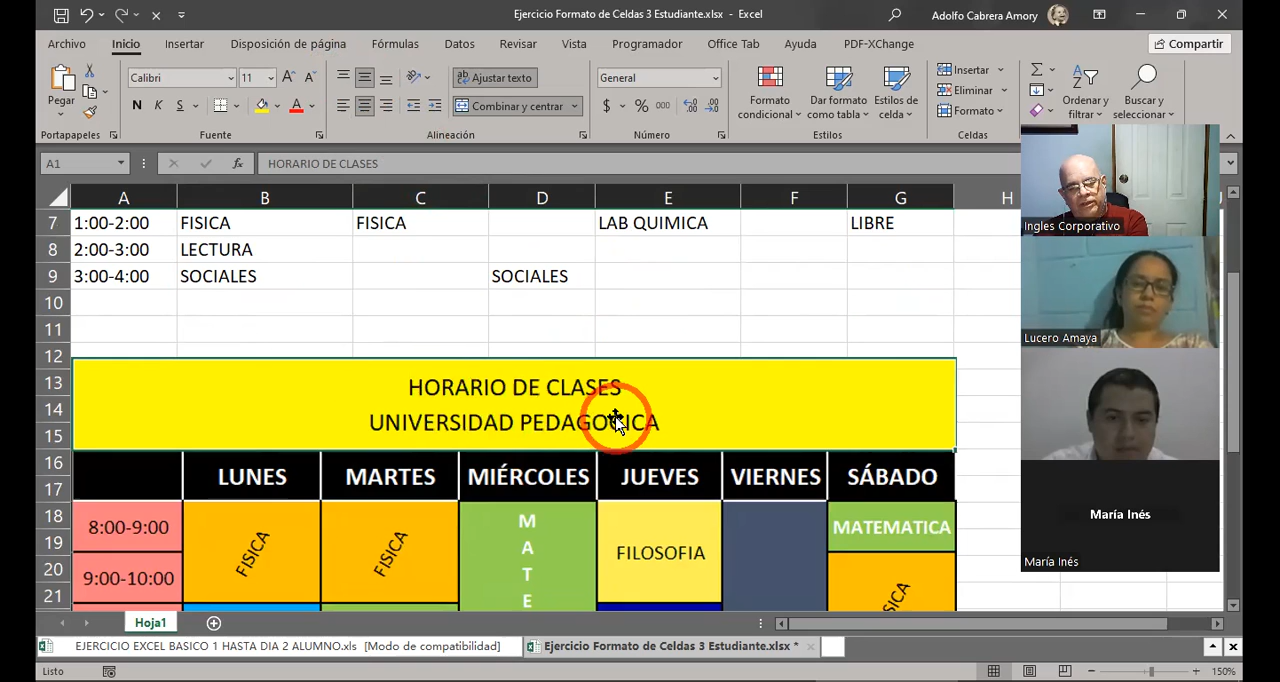 Ejercicio Formato de Celdas 3 Estudiante.xlsx - Excel
Adolfo Cabrera Amory
Archivo Inicio Insertar Disposición de página Fórmulas Datos Revisar Vista Programador Office Tab Ayuda PDF-XChange Compartir
Pegar
Calibri 11
N K S
Ajustar texto
Combinar y centrar
General
$ % 000
Formato condicional
Dar formato como tabla
Estilos de celda
Insertar
Eliminar
Formato
Ordenar y filtrar
Buscar y seleccionar
Portapapeles Fuente Alineación Número Estilos Celdas
A1 fx HORARIO DE CLASES
A B C D E F G H
7 1:00-2:00 FISICA FISICA LAB QUIMICA LIBRE
8 2:00-3:00 LECTURA
9 3:00-4:00 SOCIALES SOCIALES
10
11
12
13
14
15
16
17
18
19
20
21
HORARIO DE CLASES
UNIVERSIDAD PEDAGOGICA
LUNES MARTES MIÉRCOLES JUEVES VIERNES SÁBADO
8:00-9:00 FISICA FISICA
M
A
T
E
FILOSOFIA
MATEMATICA
9:00-10:00
Ingles Corporativo
Lucero Amaya
María Inés
María Inés
Hoja1
EJERCICIO EXCEL BASICO 1 HASTA DIA 2 ALUMNO.xls [Modo de compatibilidad]
Ejercicio Formato de Celdas 3 Estudiante.xlsx *
Listo
150%